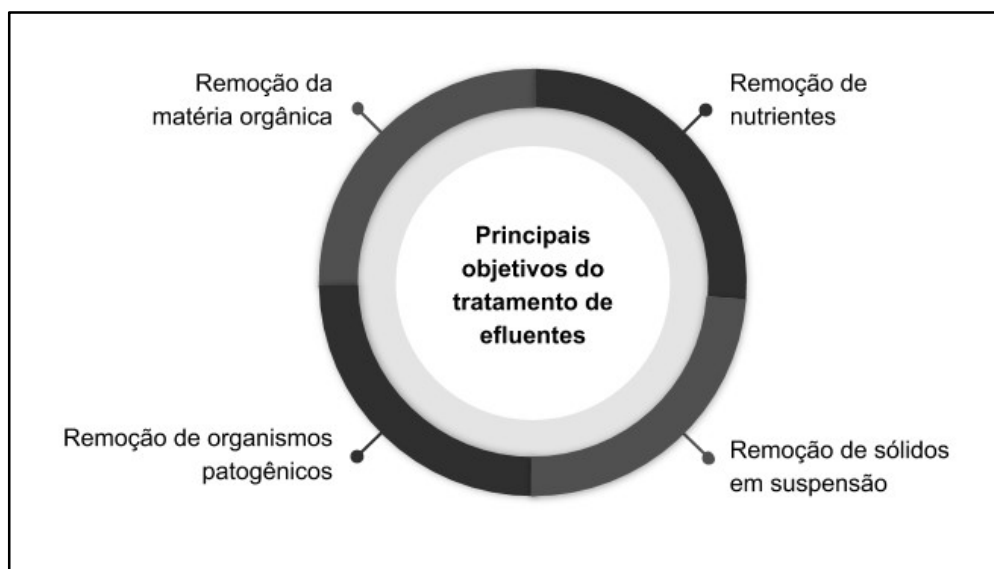 Remoção da
matéria orgânica
Remoção de
nutrientes
Principais
objetivos do
tratamento de
efluentes
Remoção de organismos
patogênicos
Remoção de sólidos
em suspensão